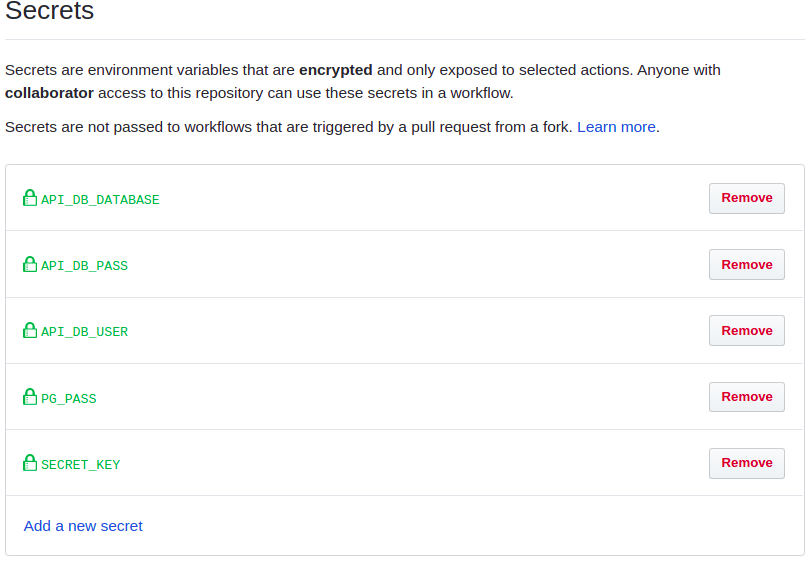 Secrets
Secrets are environment variables that are encrypted and only exposed to selected actions. Anyone with
collaborator access to this repository can use these secrets in a workflow.
Secrets are not passed to workflows that are triggered by a pull request from a fork. Learn more.
API_DB_DATABASE Remove
API_DB_PASS Remove
API_DB_USER Remove
PG_PASS Remove
SECRET_KEY Remove
Add a new secret